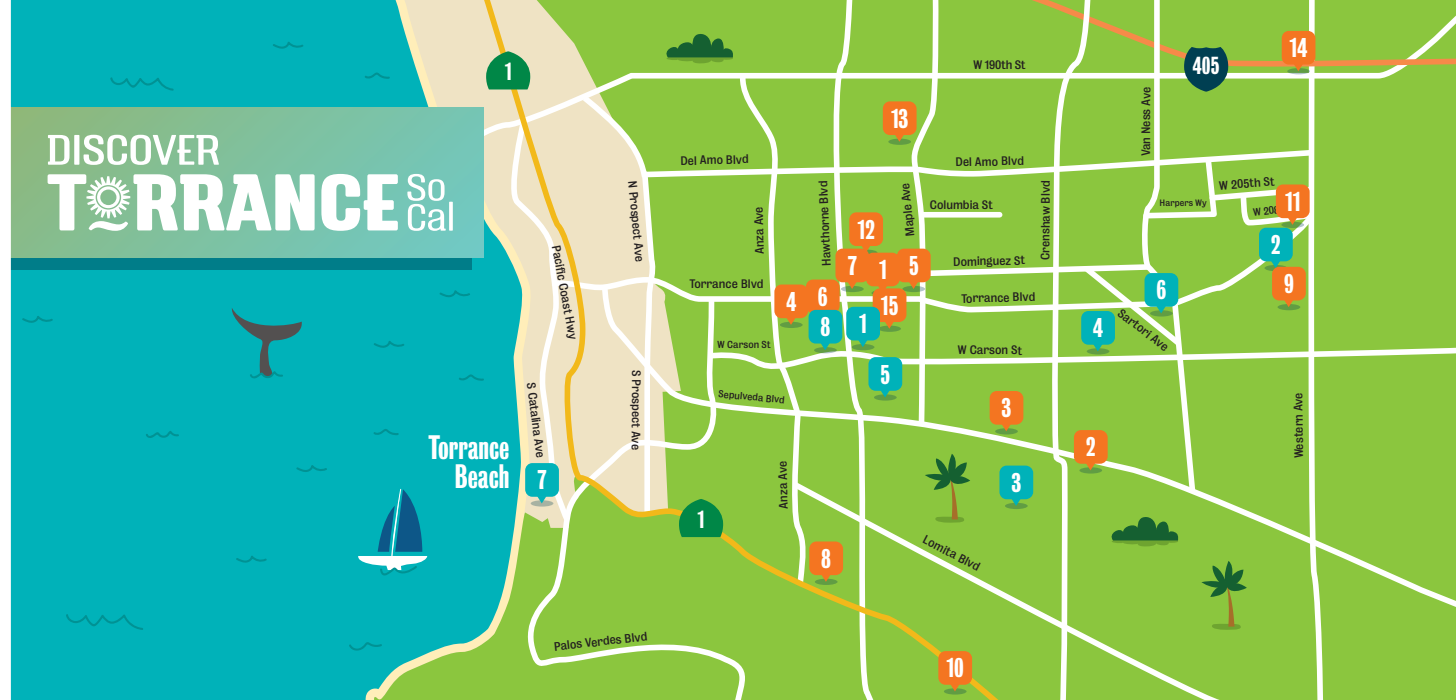 DISCOVER
TORRANCE
So
Cal
1
405
14
W 190th St
Van Ness Ave
13
Del Amo Blvd
Del Amo Blvd
N Prospect Ave
Anza Ave
Hawthorne Blvd
Maple Ave
Columbia St
Crenshaw Blvd
Harpers Wy
W 205th St
W 20
11
12
2
Pacific Coast Hwy
7
1
5
Dominguez St
Torrance Blvd
4
6
15
Torrance Blvd
6
9
8
1
4
Sartori Ave
W Carson St
W Carson St
5
S Catalina Ave
S Prospect Ave
Sepulveda Blvd
3
Western Ave
Torrance
Beach
7
2
Anza Ave
3
1
8
Lomita Blvd
Palos Verdes Blvd
10